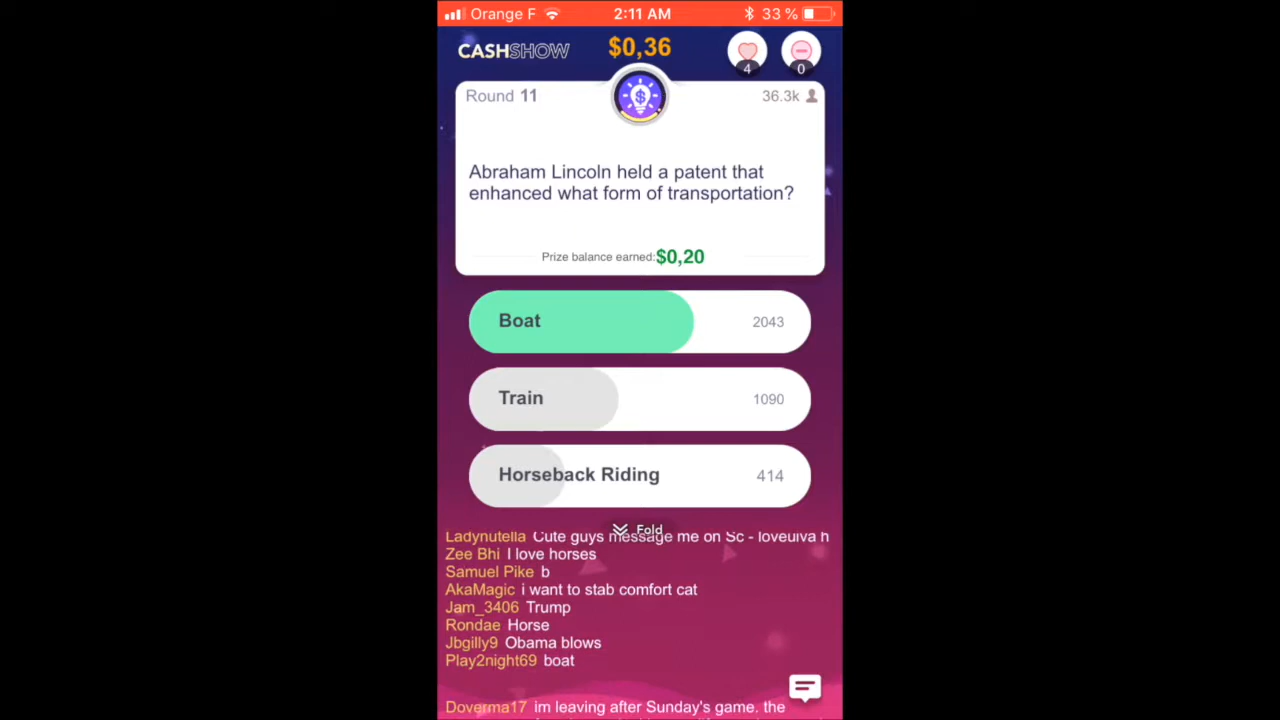 Orange F 2:11 AM 33 %
CASHSHOW $0,36
4 0
Round 11 $ 36.3k
Abraham Lincoln held a patent that
enhanced what form of transportation?
Prize balance earned:$0,20
Boat 2043
Train 1090
Horseback Riding 414
Fold
Ladynutella Cute guys message me on Sc -
Zee Bhi I love horses
Samuel Pike b
AkaMagic i want to stab comfort cat
Jam_3406 Trump
Rondae Horse
Jbgilly9 Obama blows
Play2night69 boat
Doverma17 im leaving after Sunday's game. the